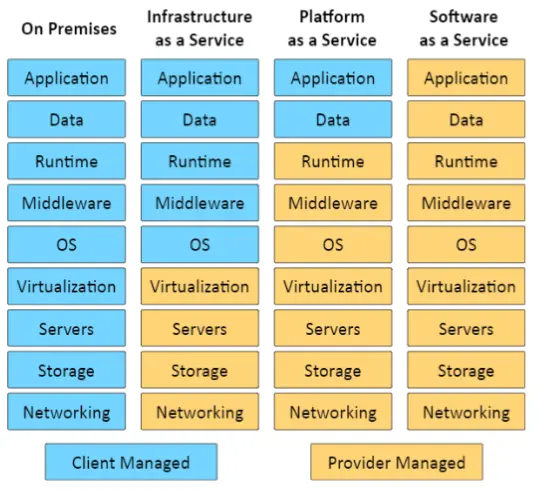 On Premises
Infrastructure
as a Service
Platform
as a Service
Software
as a Service
Application Application Application Application
Data Data Data Data
Runtime Runtime Runtime Runtime
Middleware Middleware Middleware Middleware
OS OS OS OS
Virtualization Virtualization Virtualization Virtualization
Servers Servers Servers Servers
Storage Storage Storage Storage
Networking Networking Networking Networking
Client Managed Provider Managed